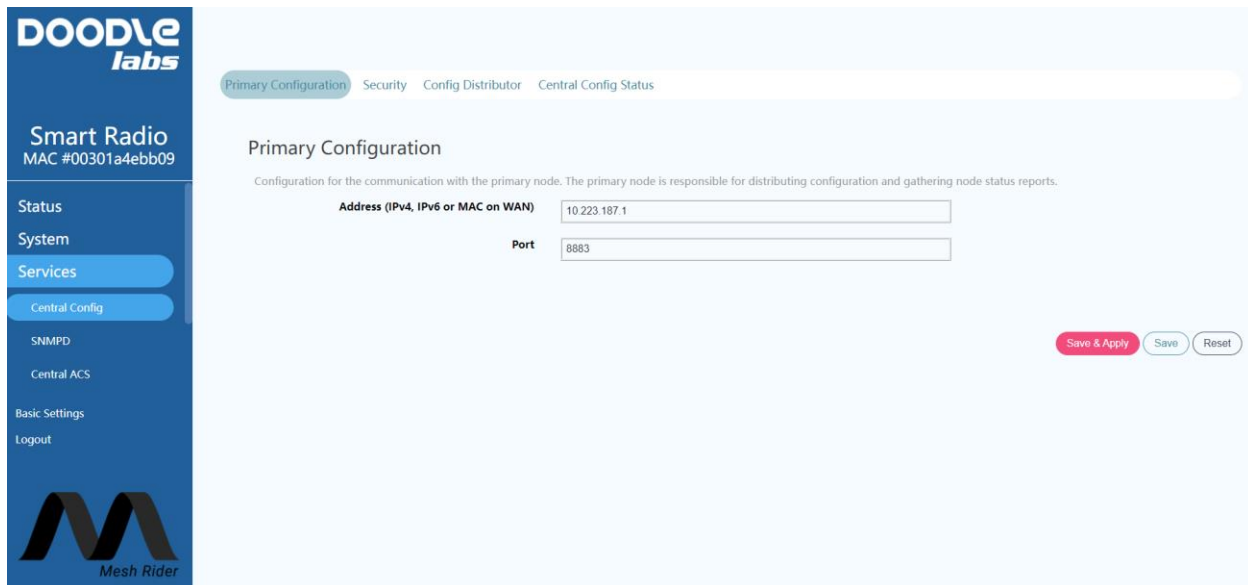 DOODLE
labs
Smart Radio
MAC #00301a4ebb09
Status
System
Services
Central Config
SNMPD
Central ACS
Basic Settings
Logout
Mesh Rider
Primary Configuration Security Config Distributor Central Config Status
Primary Configuration
Configuration for the communication with the primary node. The primary node is responsible for distributing configuration and gathering node status reports.
Address (IPv4, IPv6 or MAC on WAN) 10.223.187.1
Port 8883
Save & Apply Save Reset